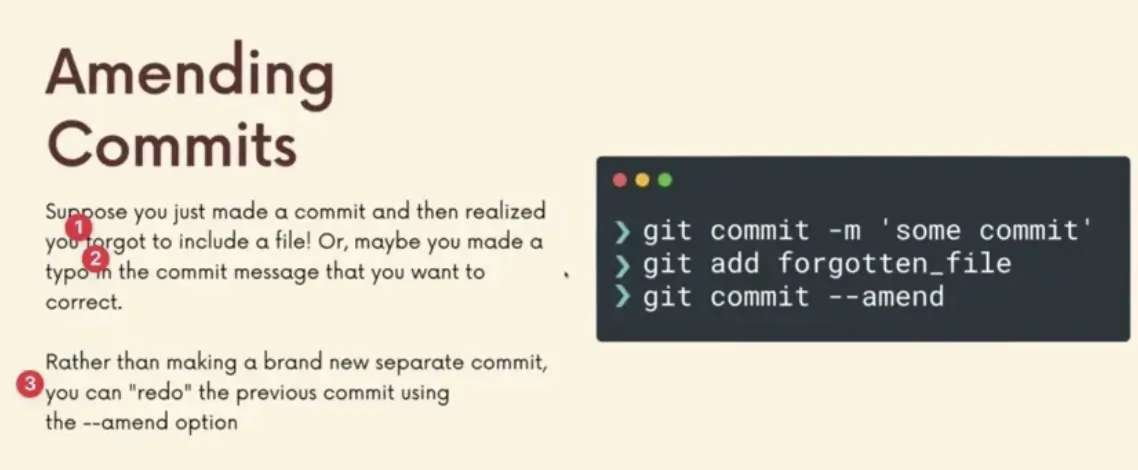 Amending
Commits
Suppose you just made a commit and then realized
1
you forgot to include a file! Or, maybe you made a
2
typo in the commit message that you want to
correct.
Rather than making a brand new separate commit,
3
you can "redo" the previous commit using
the --amend option
❯ git commit -m 'some commit'
❯ git add forgotten_file
❯ git commit --amend